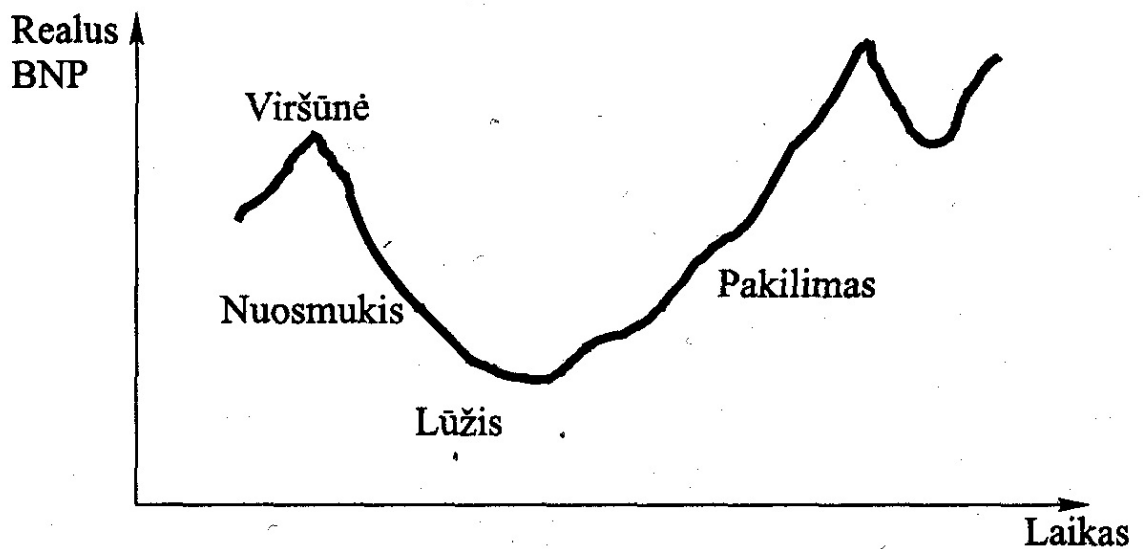 Realus
BNP
Viršūnė
Nuosmukis
Pakilimas
Lūžis
Laikas